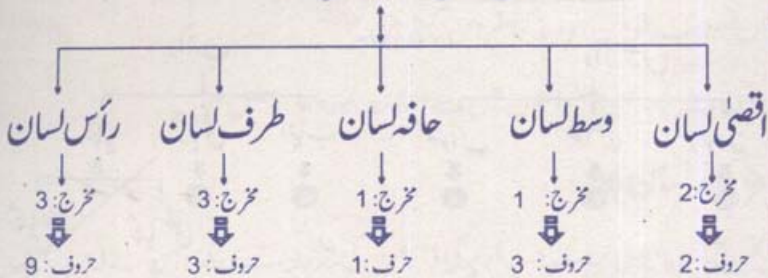 اقصیٰ لسان وسط لسان حافہ لسان طرف لسان رأس لسان
مخرج: 2 مخرج: 1 مخرج: 1 مخرج: 3 مخرج: 3
حروف: 2 حروف: 3 حرف: 1 حروف: 3 حروف: 9